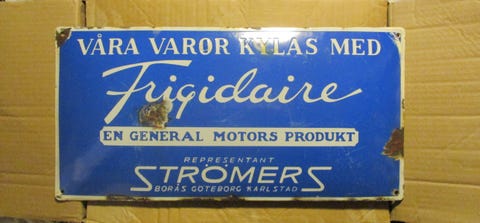 VÅRA VAROR KYLAS MED
Frigidaire
EN GENERAL MOTORS PRODUKT
REPRESENTANT
STRÖMERS
BORÅS GÖTEBORG KARLSTAD